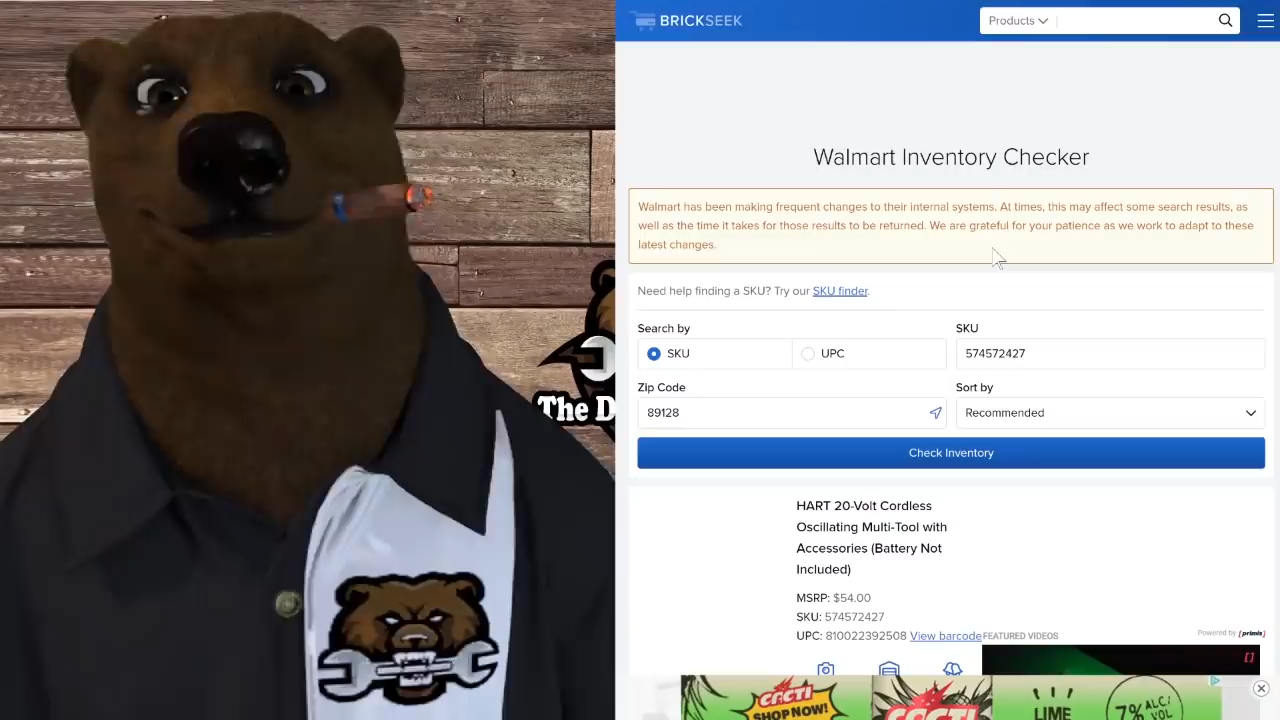 BRICKSEEK
Products
Walmart Inventory Checker
Walmart has been making frequent changes to their internal systems. At times, this may affect some search results, as
well as the time it takes for those results to be returned. We are grateful for your patience as we work to adapt to these
latest changes.
Need help finding a SKU? Try our SKU finder.
Search by
SKU
SKU
UPC
574572427
Zip Code
Sort by
89128
Recommended
Check Inventory
The D
HART 20-Volt Cordless
Oscillating Multi-Tool with
Accessories (Battery Not
Included)
MSRP: $54.00
SKU: 574572427
UPC: 810022392508 View barcode
FEATURED VIDEOS
Powered by [primis]
CACTI
SHOP NOW!
CACTI
LIME
7% ALC/
VOL